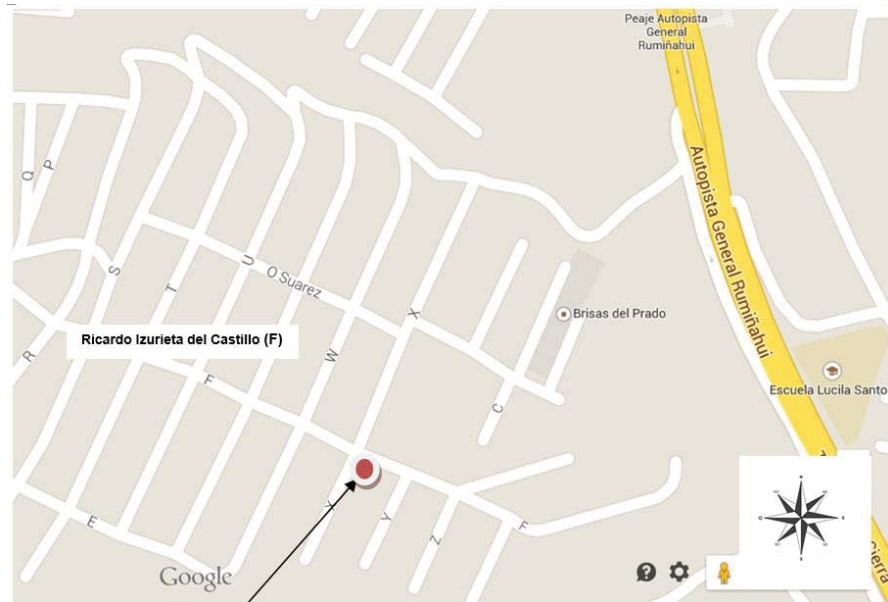 Peaje Autopista
General
Rumiñahui
Autopista General Rumiñahui
Q
P
S
T
U
O Suarez
X
W
Brisas del Prado
Ricardo Izurieta del Castillo (F)
R
F
Escuela Lucila Santo
C
X
Y
Z
F
E
Google